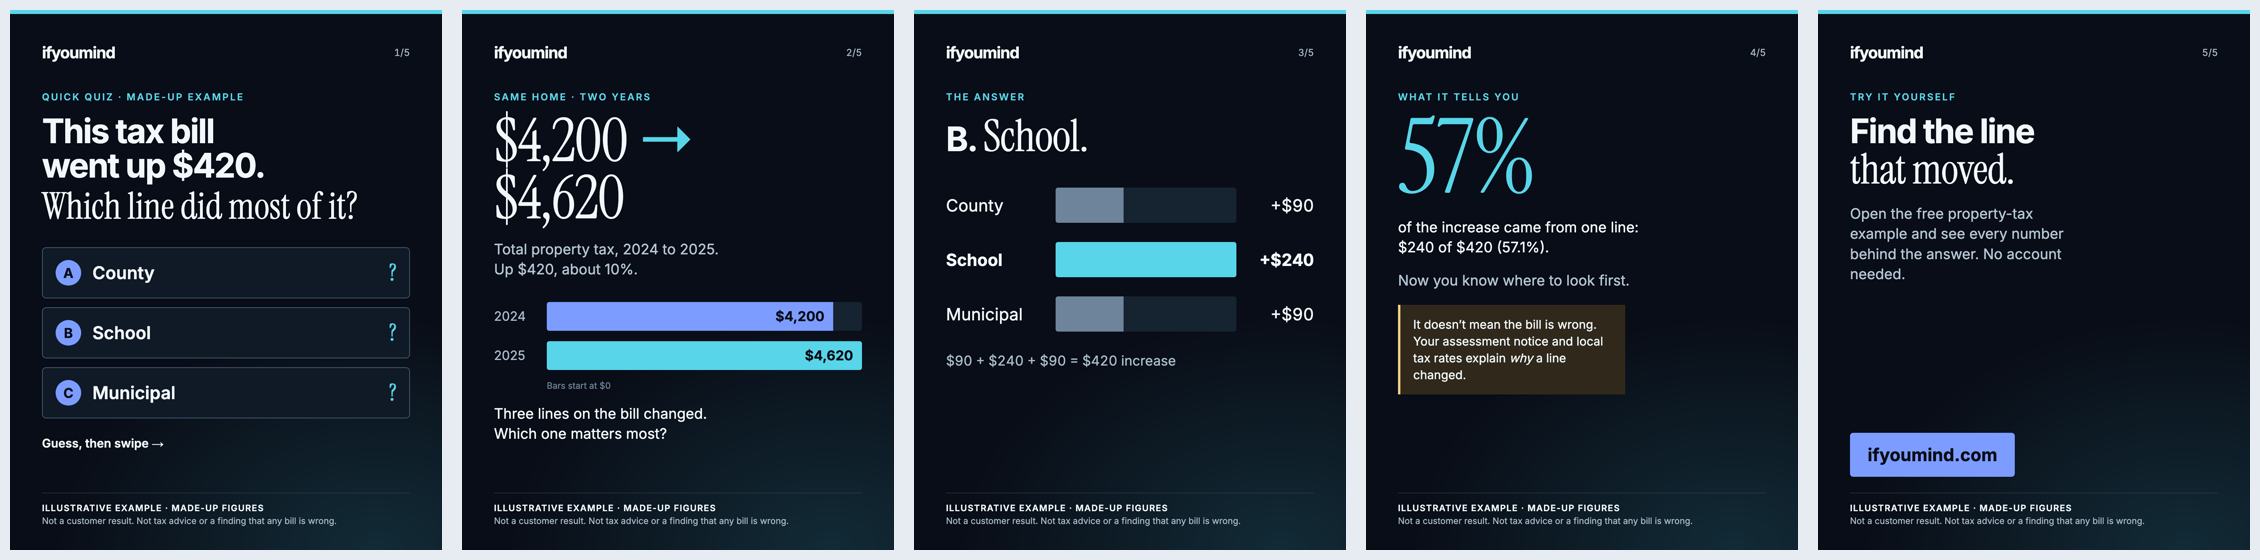 ifyoumind
1/5
QUICK QUIZ · MADE-UP EXAMPLE
This tax bill
went up $420.
Which line did most of it?
A County ?
B School ?
C Municipal ?
Guess, then swipe →
ILLUSTRATIVE EXAMPLE · MADE-UP FIGURES
Not a customer result. Not tax advice or a finding that any bill is wrong.
ifyoumind
2/5
SAME HOME · TWO YEARS
$4,200 →
$4,620
Total property tax, 2024 to 2025.
Up $420, about 10%.
2024 $4,200
2025 $4,620
Bars start at $0
Three lines on the bill changed.
Which one matters most?
ILLUSTRATIVE EXAMPLE · MADE-UP FIGURES
Not a customer result. Not tax advice or a finding that any bill is wrong.
ifyoumind
3/5
THE ANSWER
B. School.
County +$90
School +$240
Municipal +$90
$90 + $240 + $90 = $420 increase
ILLUSTRATIVE EXAMPLE · MADE-UP FIGURES
Not a customer result. Not tax advice or a finding that any bill is wrong.
ifyoumind
4/5
WHAT IT TELLS YOU
57%
of the increase came from one line:
$240 of $420 (57.1%).
Now you know where to look first.
It doesn’t mean the bill is wrong.
Your assessment notice and local
tax rates explain why a line
changed.
ILLUSTRATIVE EXAMPLE · MADE-UP FIGURES
Not a customer result. Not tax advice or a finding that any bill is wrong.
ifyoumind
5/5
TRY IT YOURSELF
Find the line
that moved.
Open the free property-tax
example and see every number
behind the answer. No account
needed.
ifyoumind.com
ILLUSTRATIVE EXAMPLE · MADE-UP FIGURES
Not a customer result. Not tax advice or a finding that any bill is wrong.